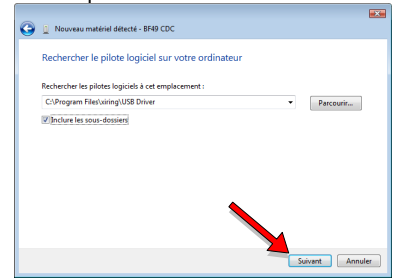 Nouveau matériel détecté - BF49 CDC
Rechercher le pilote logiciel sur votre ordinateur
Rechercher les pilotes logiciels à cet emplacement :
C:\Program Files\xiring\USB Driver
Parcourir...
Inclure les sous-dossiers
Suivant
Annuler